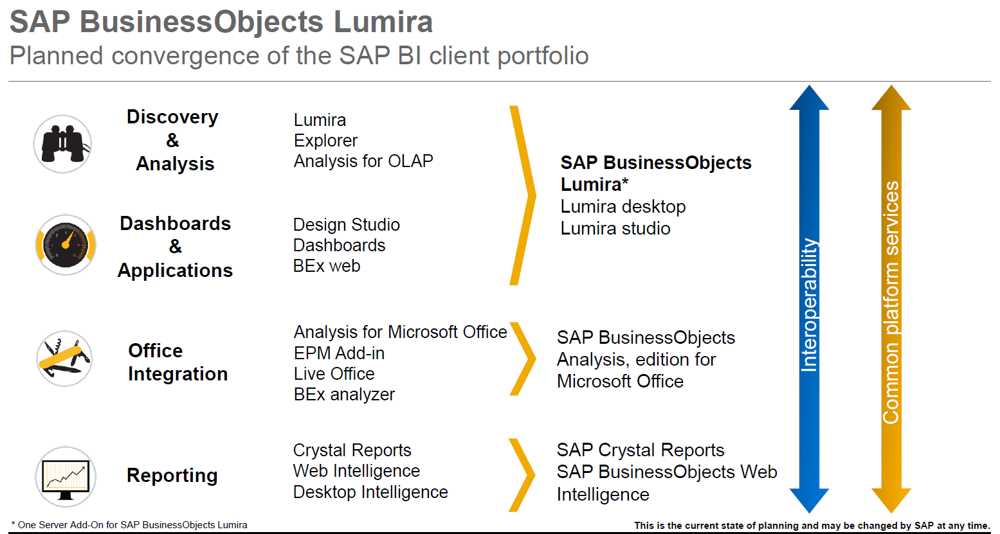 SAP BusinessObjects Lumira
Planned convergence of the SAP BI client portfolio
Discovery
&
Analysis
Lumira
Explorer
Analysis for OLAP
Dashboards
&
Applications
Design Studio
Dashboards
BEx web
SAP BusinessObjects
Lumira*
Lumira desktop
Lumira studio
Office
Integration
Analysis for Microsoft Office
EPM Add-in
Live Office
BEx analyzer
SAP BusinessObjects
Analysis, edition for
Microsoft Office
Reporting
Crystal Reports
Web Intelligence
Desktop Intelligence
SAP Crystal Reports
SAP BusinessObjects Web
Intelligence
Interoperability
Common platform services
* One Server Add-On for SAP BusinessObjects Lumira
This is the current state of planning and may be changed by SAP at any time.